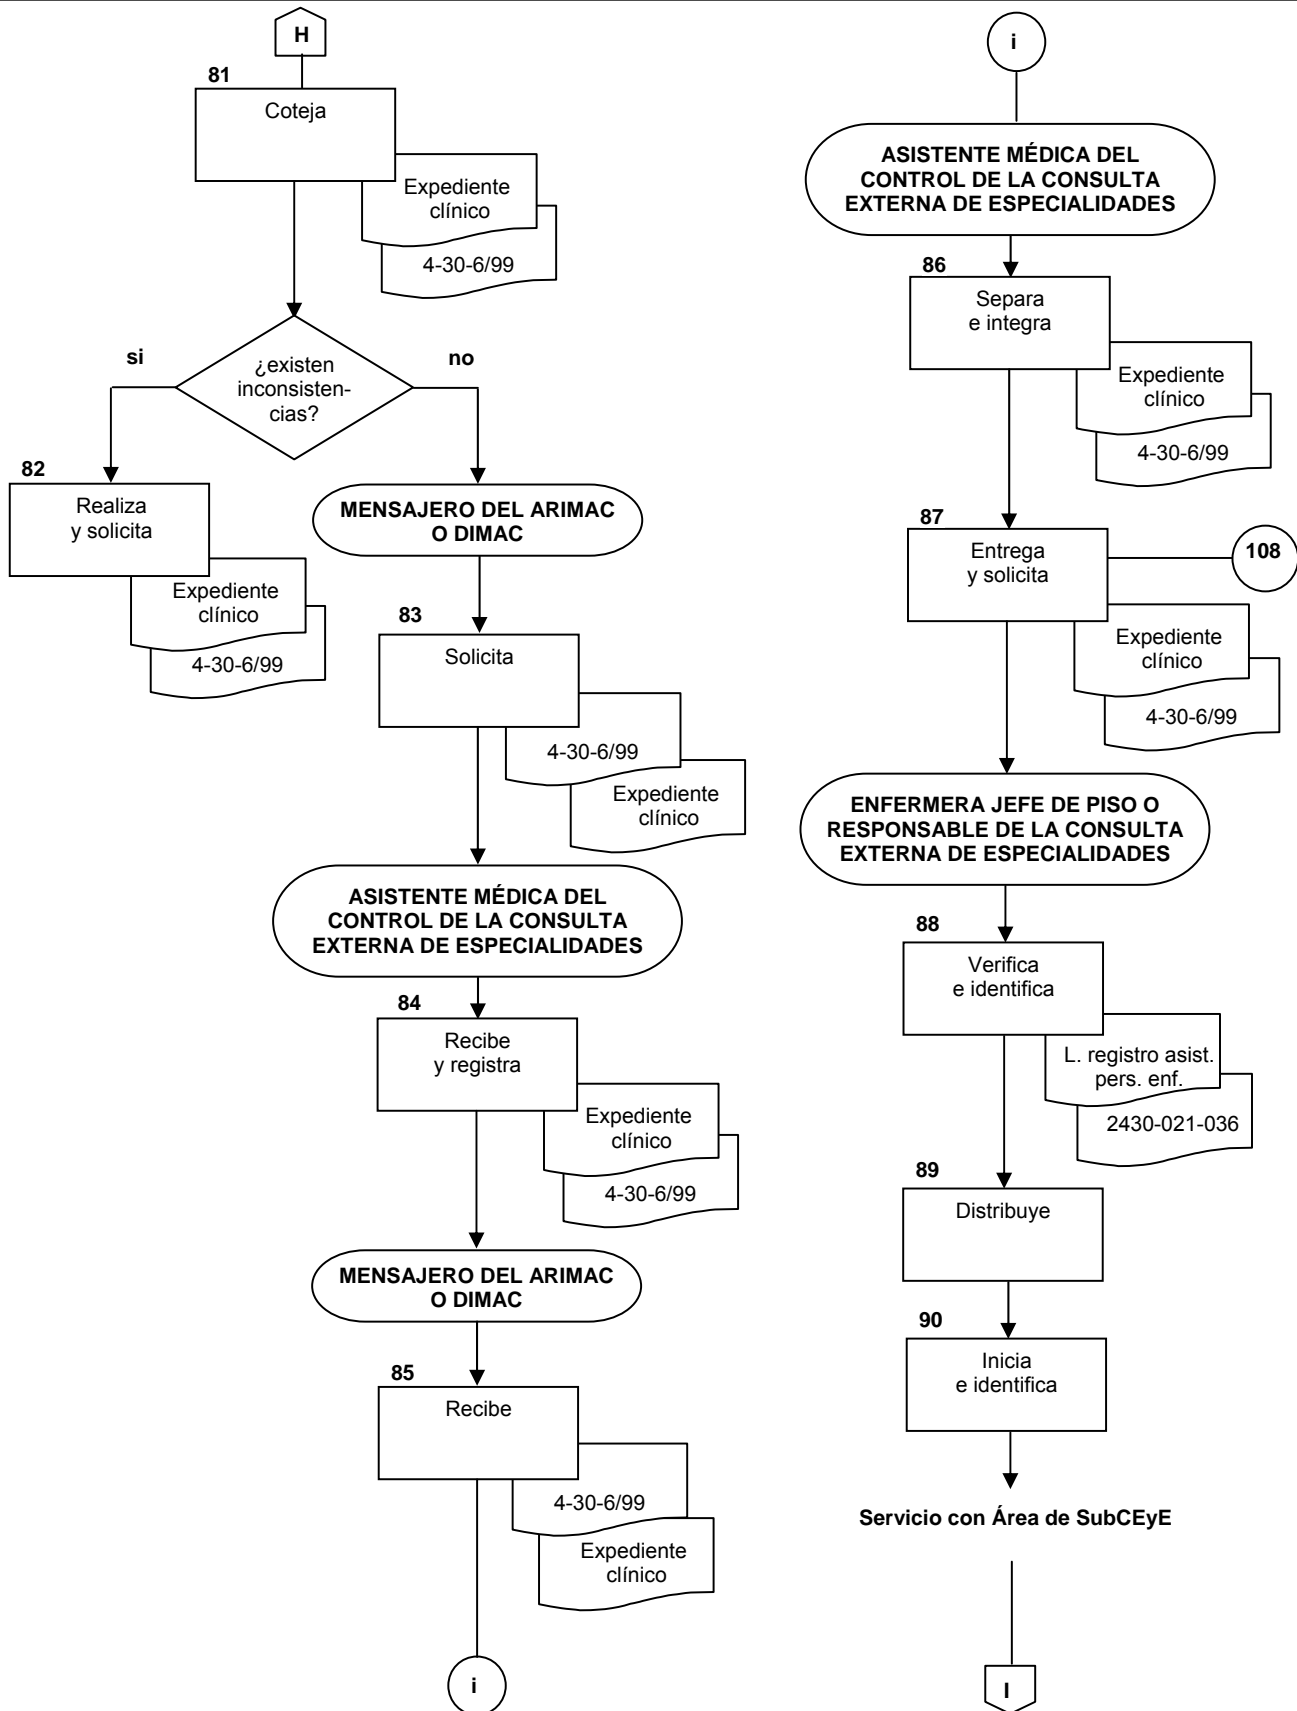 H
81
Coteja
Expediente
clínico
4-30-6/99
¿existen
inconsisten-
cias?
si
no
82
Realiza
y solicita
Expediente
clínico
4-30-6/99
MENSAJERO DEL ARIMAC
O DIMAC
83
Solicita
4-30-6/99
Expediente
clínico
ASISTENTE MÉDICA DEL
CONTROL DE LA CONSULTA
EXTERNA DE ESPECIALIDADES
84
Recibe
y registra
Expediente
clínico
4-30-6/99
MENSAJERO DEL ARIMAC
O DIMAC
85
Recibe
4-30-6/99
Expediente
clínico
i
i
ASISTENTE MÉDICA DEL
CONTROL DE LA CONSULTA
EXTERNA DE ESPECIALIDADES
86
Separa
e integra
Expediente
clínico
4-30-6/99
87
Entrega
y solicita
108
Expediente
clínico
4-30-6/99
ENFERMERA JEFE DE PISO O
RESPONSABLE DE LA CONSULTA
EXTERNA DE ESPECIALIDADES
88
Verifica
e identifica
L. registro asist.
pers. enf.
2430-021-036
89
Distribuye
90
Inicia
e identifica
Servicio con Área de SubCEyE
I